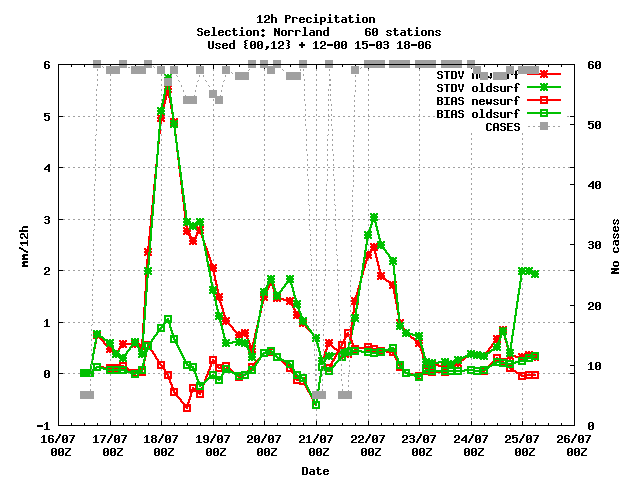 12h Precipitation
Selection: Norrland 60 stations
Used {00,12} + 12-00 15-03 18-06
STDV newsurf
STDV oldsurf
BIAS newsurf
BIAS oldsurf
CASES
6
5
4
3
2
1
0
-1
mm/12h
60
50
40
30
20
10
0
No cases
16/07 17/07 18/07 19/07 20/07 21/07 22/07 23/07 24/07 25/07 26/07
00Z 00Z 00Z 00Z 00Z 00Z 00Z 00Z 00Z 00Z 00Z
Date